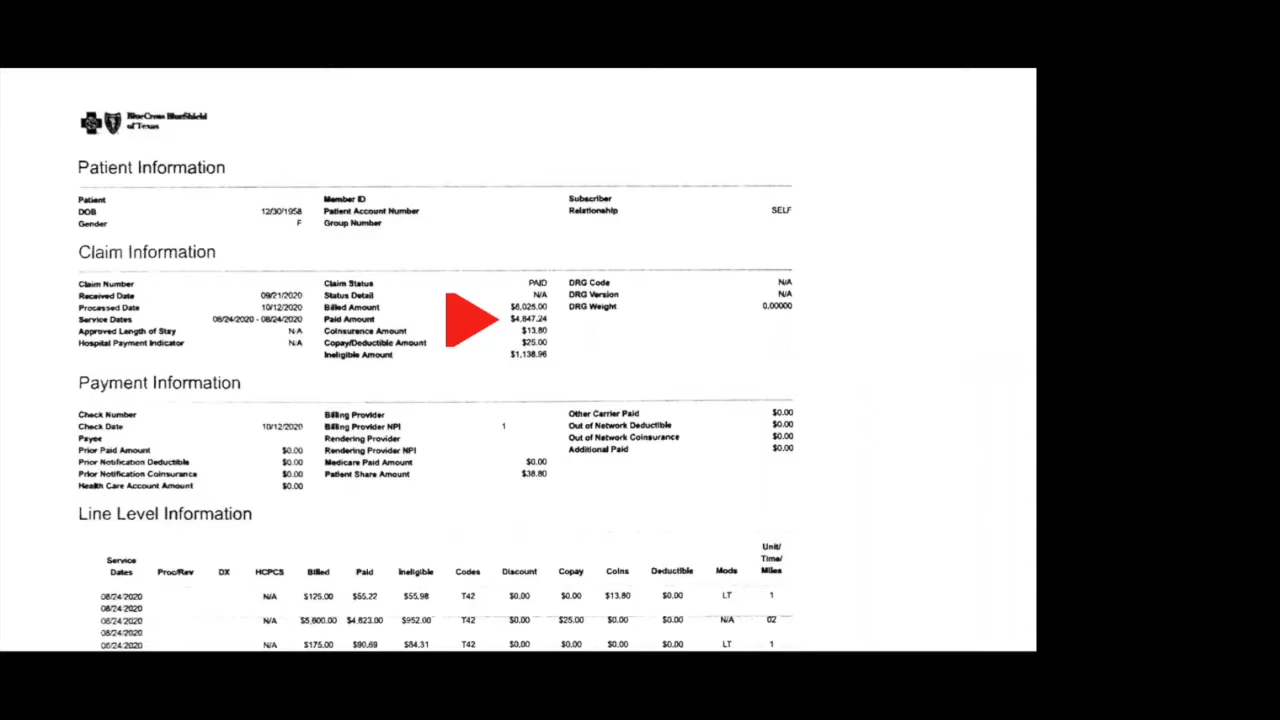 BlueCross BlueShield
of Texas
Patient Information
Patient Member ID Subscriber
DOB 12/30/1958 Patient Account Number Relationship SELF
Gender F Group Number
Claim Information
Claim Number Claim Status PAID DRG Code N/A
Received Date 09/21/2020 Status Detail N/A DRG Version N/A
Processed Date 10/12/2020 Billed Amount $6,025.00 DRG Weight 0.00000
Service Dates 08/24/2020 - 08/24/2020 Paid Amount $4,847.24
Approved Length of Stay N/A Coinsurance Amount $13.80
Hospital Payment Indicator N/A Copay/Deductible Amount $25.00
Ineligible Amount $1,138.96
Payment Information
Check Number Billing Provider Other Carrier Paid $0.00
Check Date 10/12/2020 Billing Provider NPI 1 Out of Network Deductible $0.00
Payee Rendering Provider Out of Network Coinsurance $0.00
Prior Paid Amount $0.00 Rendering Provider NPI Additional Paid $0.00
Prior Notification Deductible $0.00 Medicare Paid Amount $0.00
Prior Notification Coinsurance $0.00 Patient Share Amount $38.80
Health Care Account Amount $0.00
Line Level Information
Unit/
Service Time/
Dates Proc/Rev DX HCPCS Billed Paid Ineligible Codes Discount Copay Coins Deductible Mods Miles
08/24/2020 N/A $125.00 $55.22 $55.98 T42 $0.00 $0.00 $13.80 $0.00 LT 1
08/24/2020
08/24/2020 N/A $5,600.00 $4,623.00 $952.00 T42 $0.00 $25.00 $0.00 $0.00 N/A 02
08/24/2020
08/24/2020 N/A $175.00 $90.69 $84.31 T42 $0.00 $0.00 $0.00 $0.00 LT 1